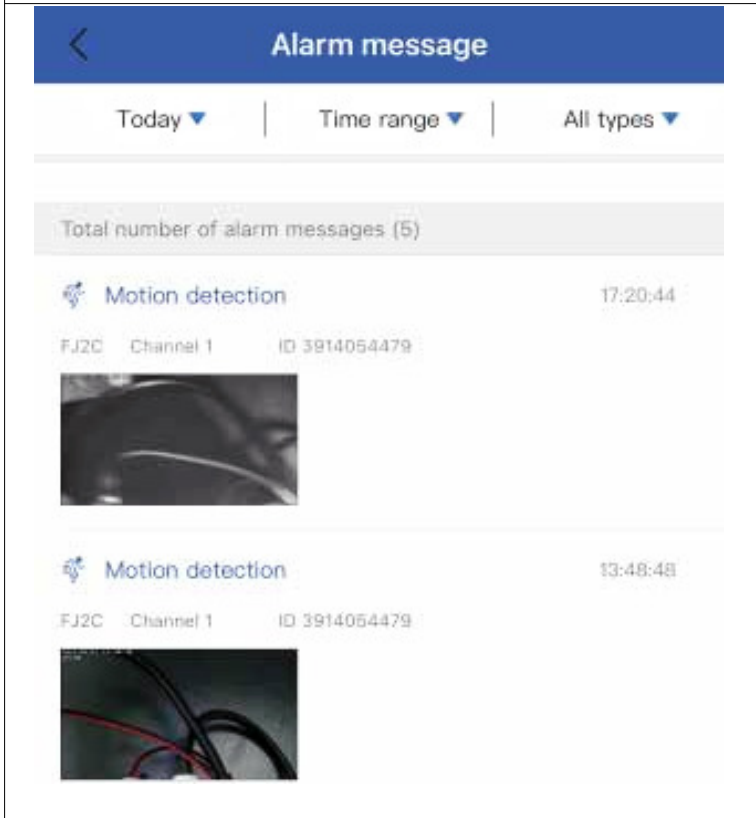 Alarm message
Today ▼ | Time range ▼ | All types ▼
Total number of alarm messages (5)
Motion detection 17:20:44
FJ2C Channel 1 ID 3914054479
Motion detection 13:48:48
FJ2C Channel 1 ID 3914054479